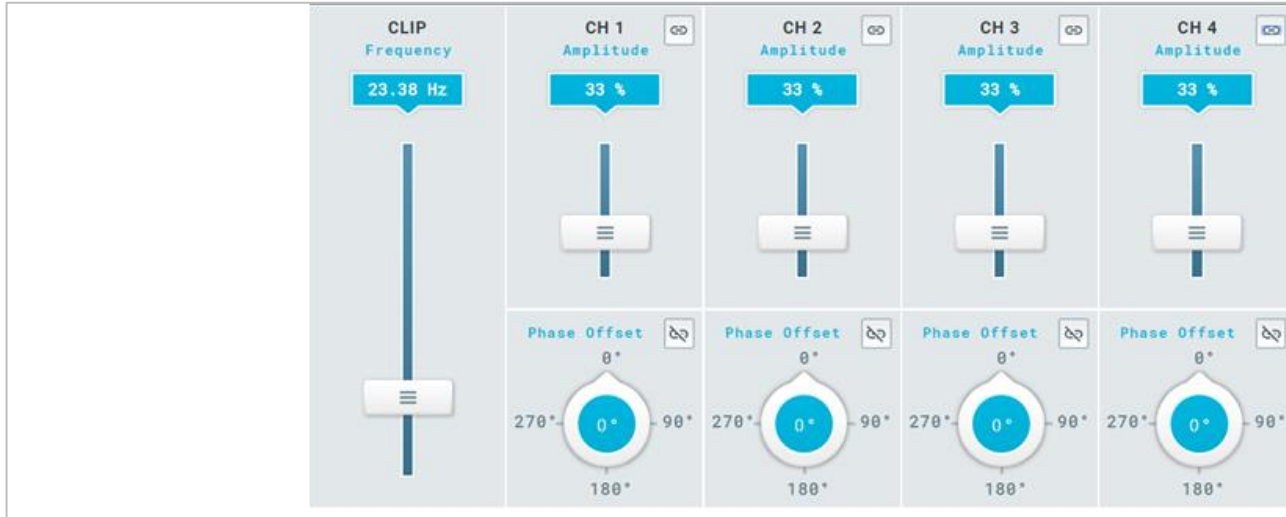 CLIP
Frequency
23.38 Hz
CH 1
Amplitude
33 %
CH 2
Amplitude
33 %
CH 3
Amplitude
33 %
CH 4
Amplitude
33 %
Phase Offset
0°
270°
0°
90°
180°
Phase Offset
0°
270°
0°
90°
180°
Phase Offset
0°
270°
0°
90°
180°
Phase Offset
0°
270°
0°
90°
180°